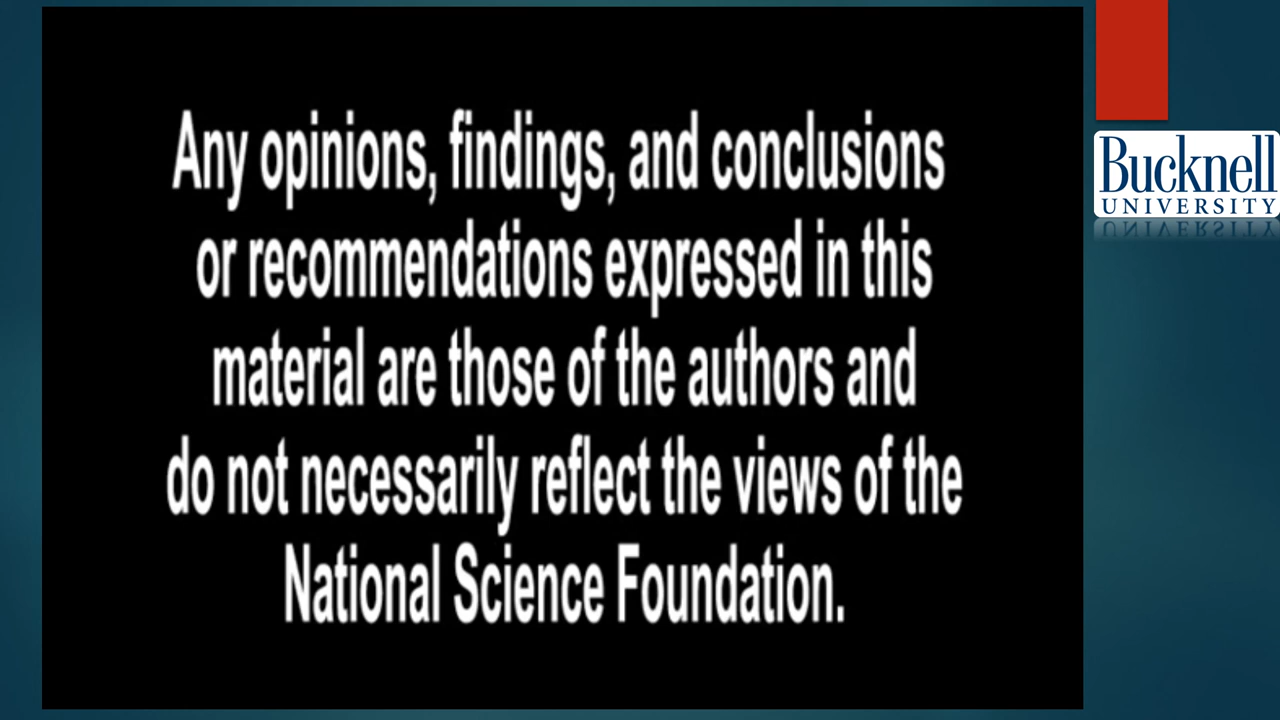 Any opinions, findings, and conclusions
or recommendations expressed in this
material are those of the authors and
do not necessarily reflect the views of the
National Science Foundation.
Bucknell
UNIVERSITY